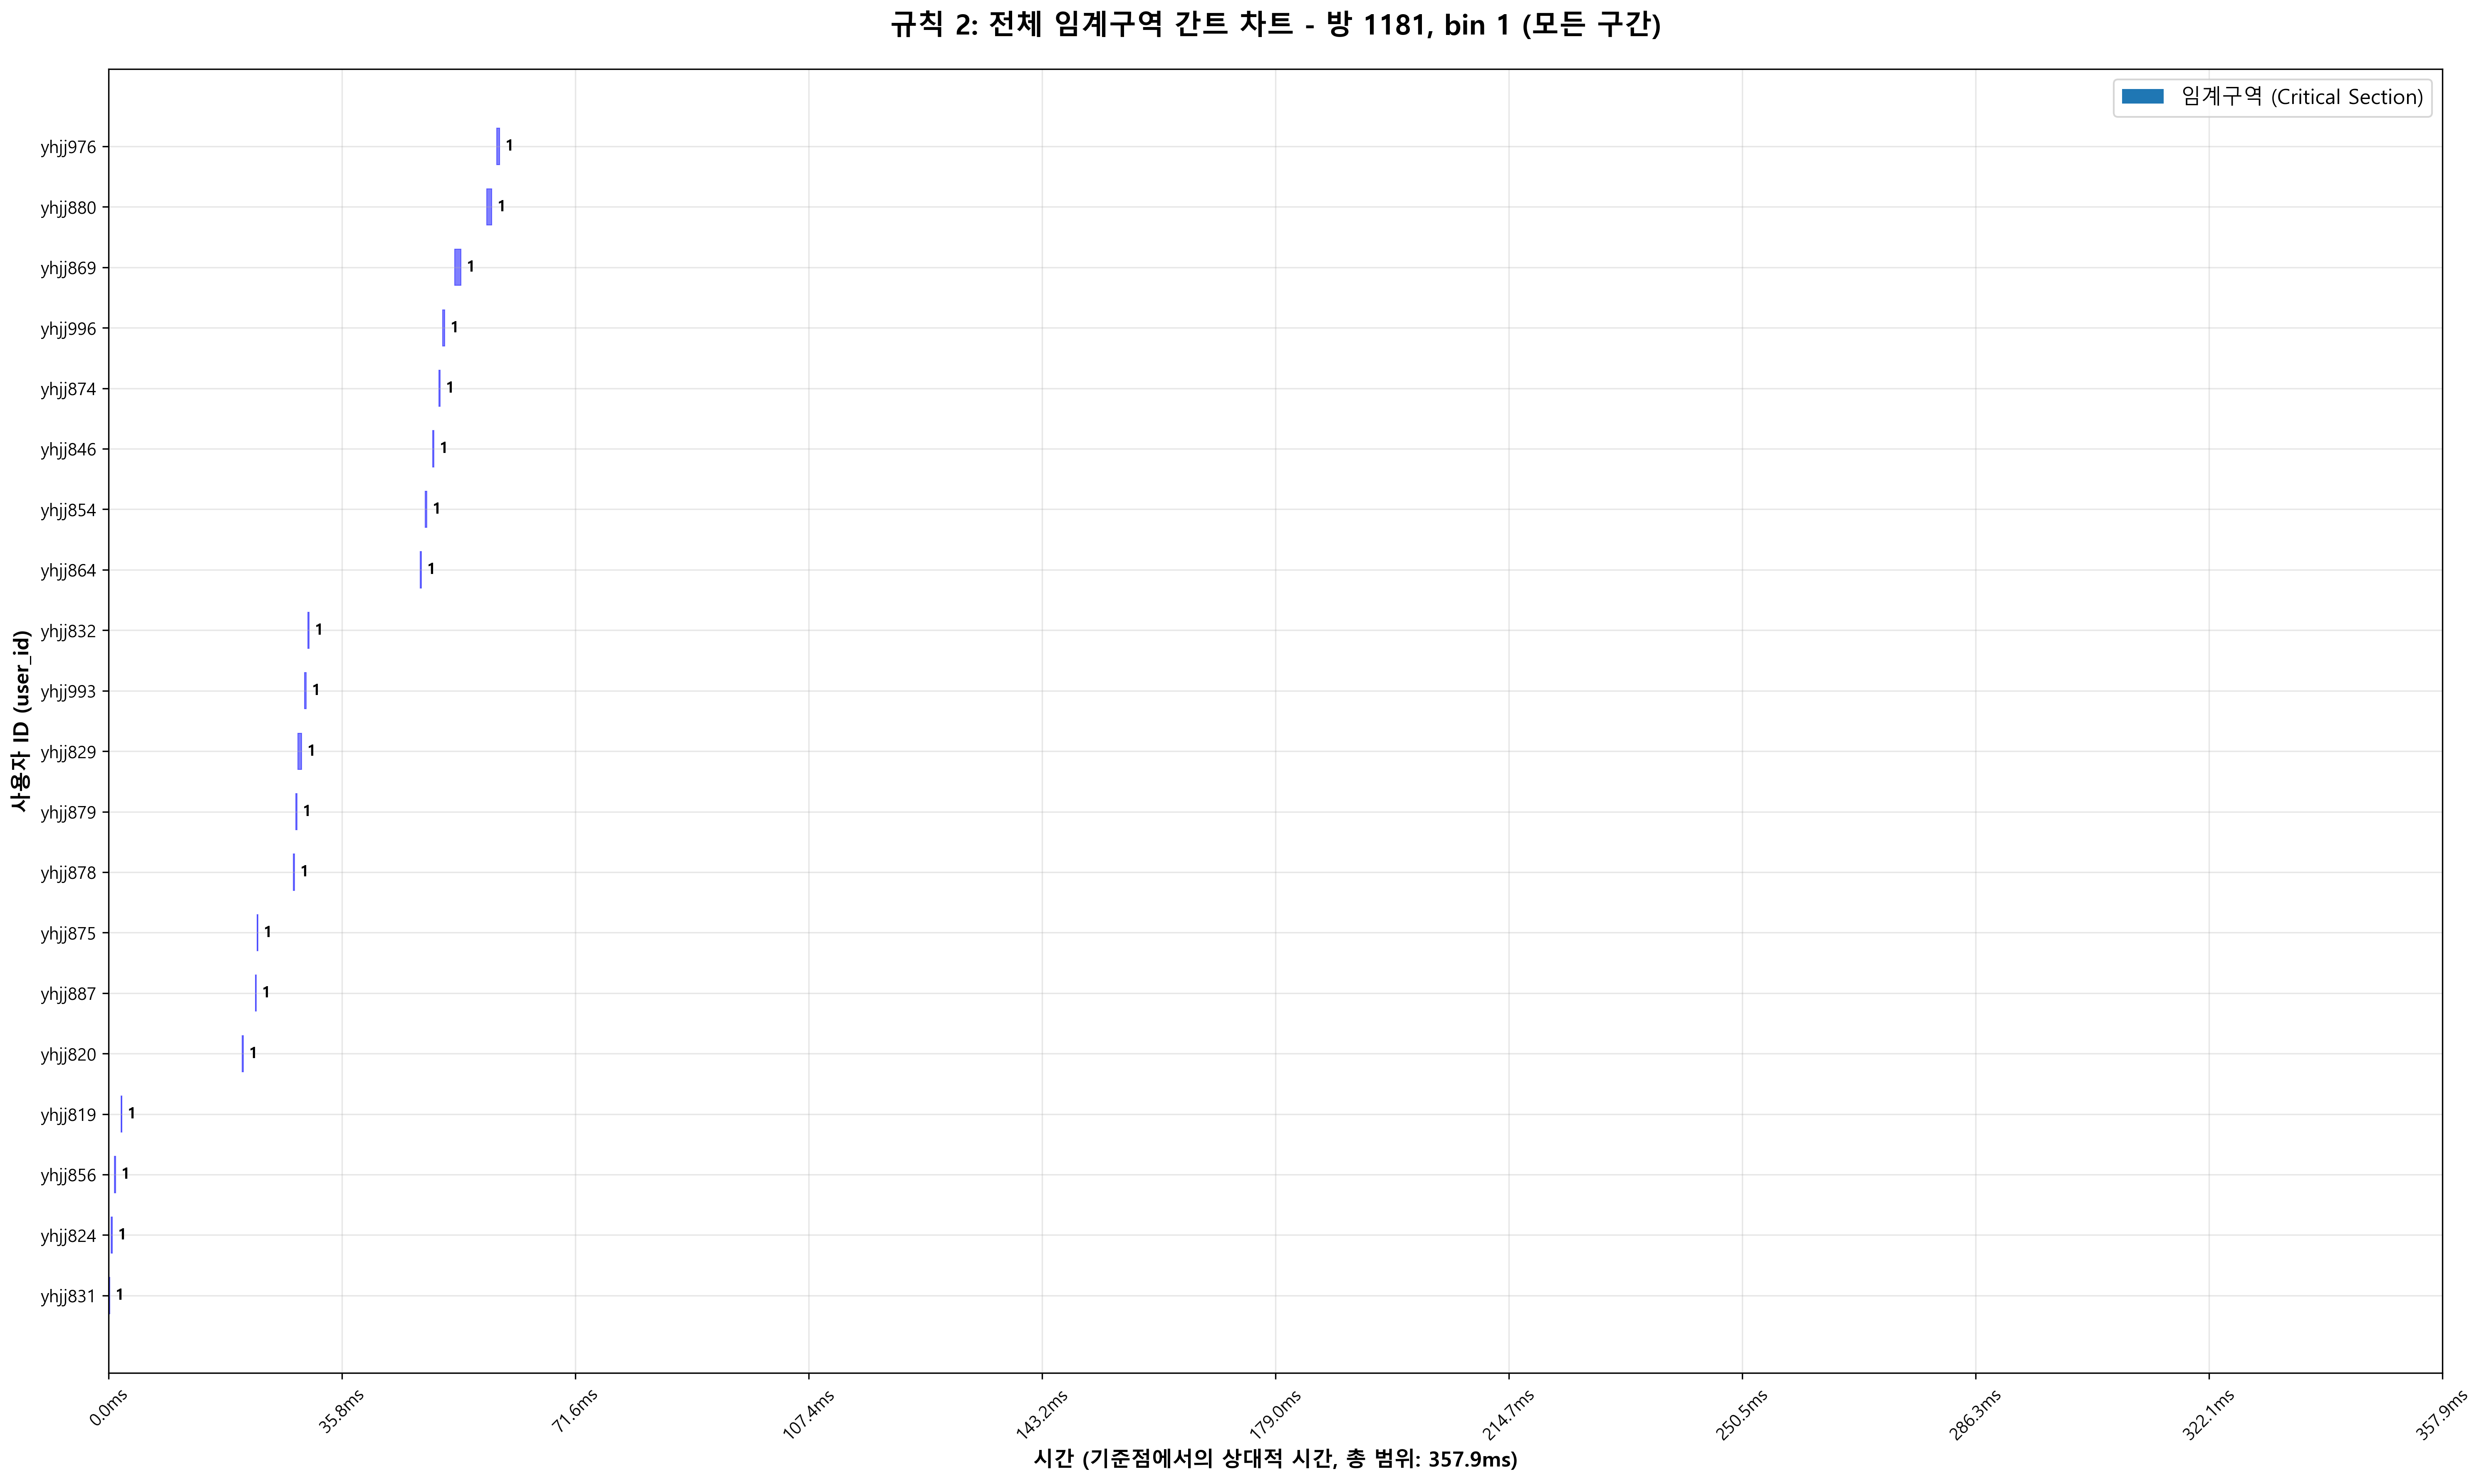 규칙 2: 전체 임계구역 간트 차트 - 방 1181, bin 1 (모든 구간)
임계구역 (Critical Section)
사용자 ID (user_id)
yhjj976 1
yhjj880 1
yhjj869 1
yhjj996 1
yhjj874 1
yhjj846 1
yhjj854 1
yhjj864 1
yhjj832 1
yhjj993 1
yhjj829 1
yhjj879 1
yhjj878 1
yhjj875 1
yhjj887 1
yhjj820 1
yhjj819 1
yhjj856 1
yhjj824 1
yhjj831 1
0.0ms 35.8ms 71.6ms 107.4ms 143.2ms 179.0ms 214.7ms 250.5ms 286.3ms 322.1ms 357.9ms
시간 (기준점에서의 상대적 시간, 총 범위: 357.9ms)